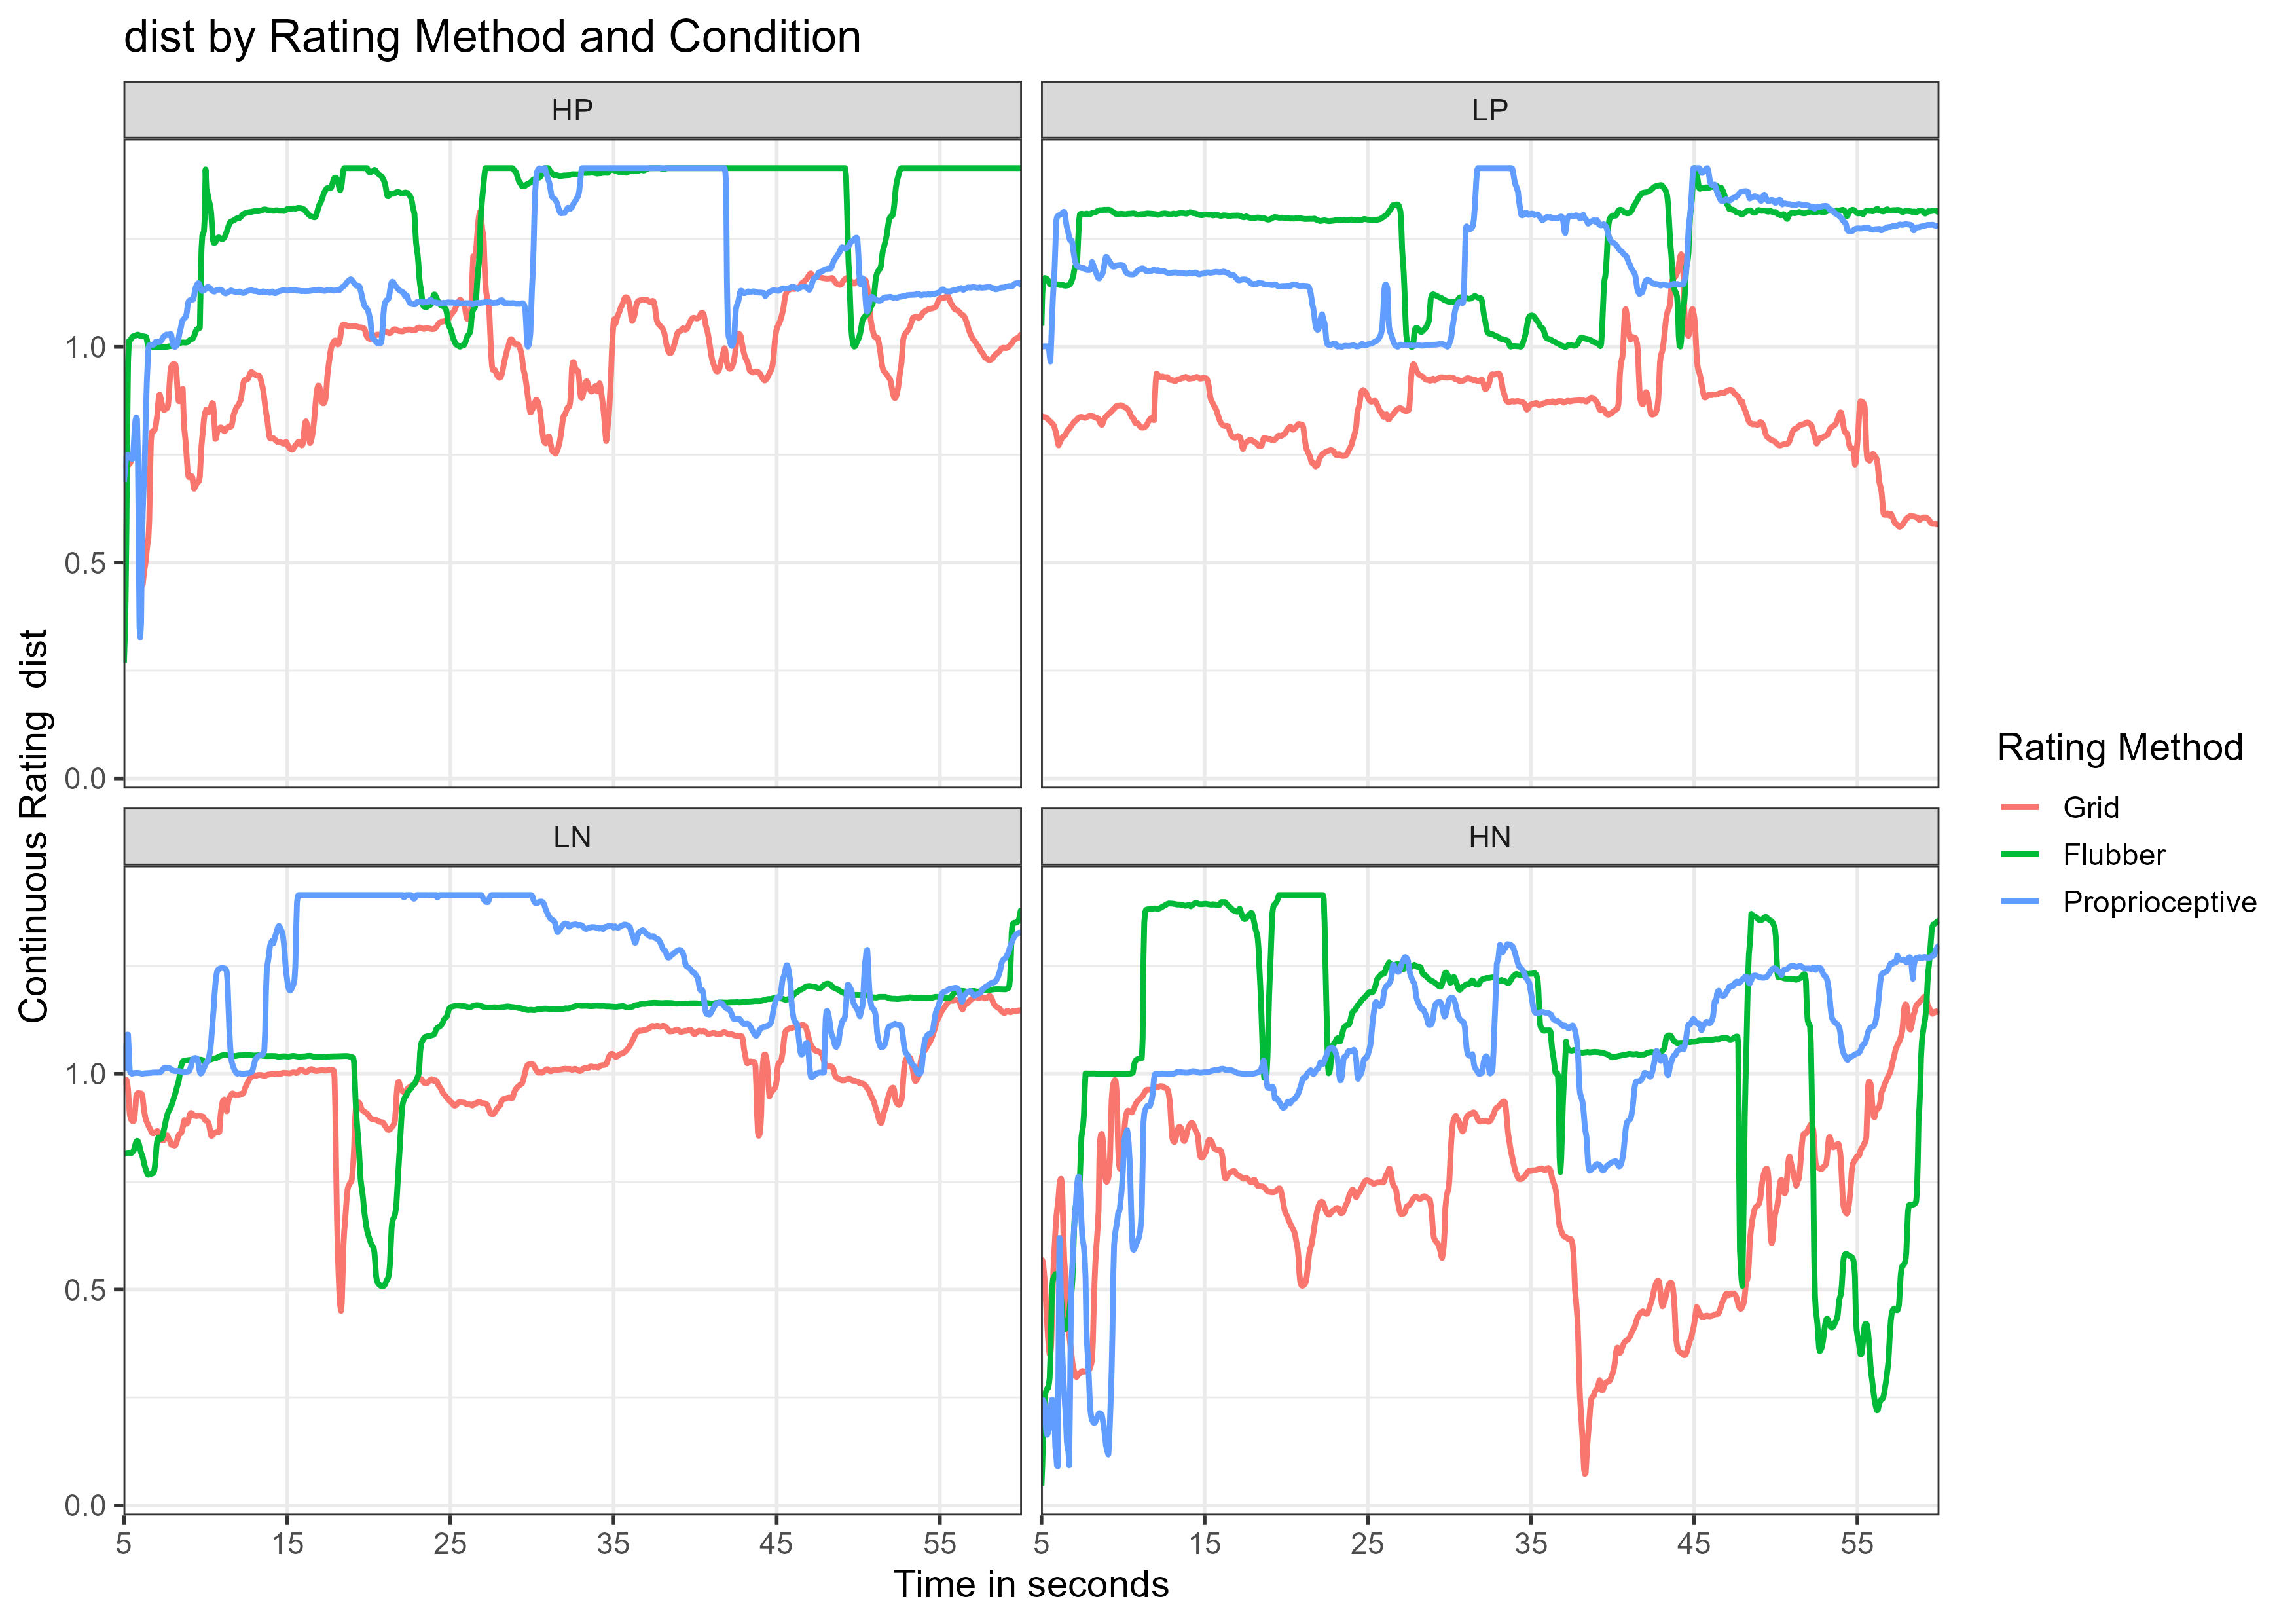 dist by Rating Method and Condition
HP
LP
1.0
0.5
0.0
LN
HN
1.0
0.5
0.0
5 15 25 35 45 55
5 15 25 35 45 55
Time in seconds
Continuous Rating  dist
Rating Method
Grid
Flubber
Proprioceptive